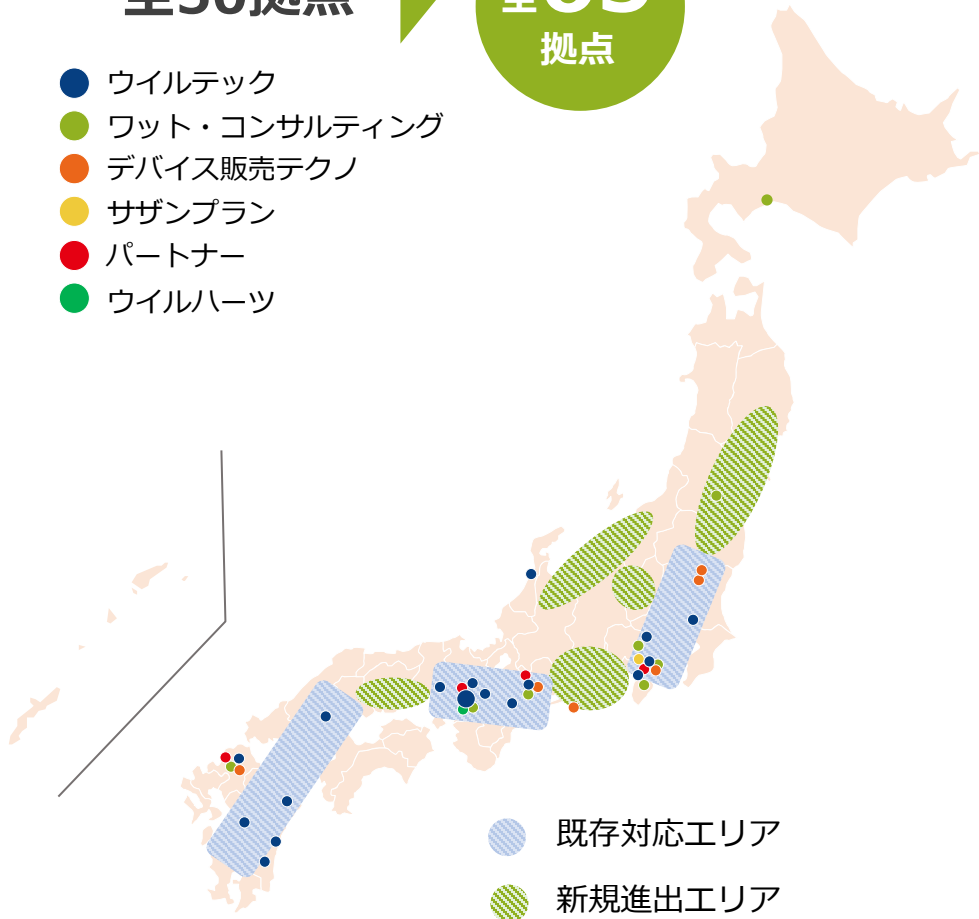 拠点
ウイルテック
ワット・コンサルティング
デバイス販売テクノ
サザンプラン
パートナー
ウイルハーツ
既存対応エリア
新規進出エリア